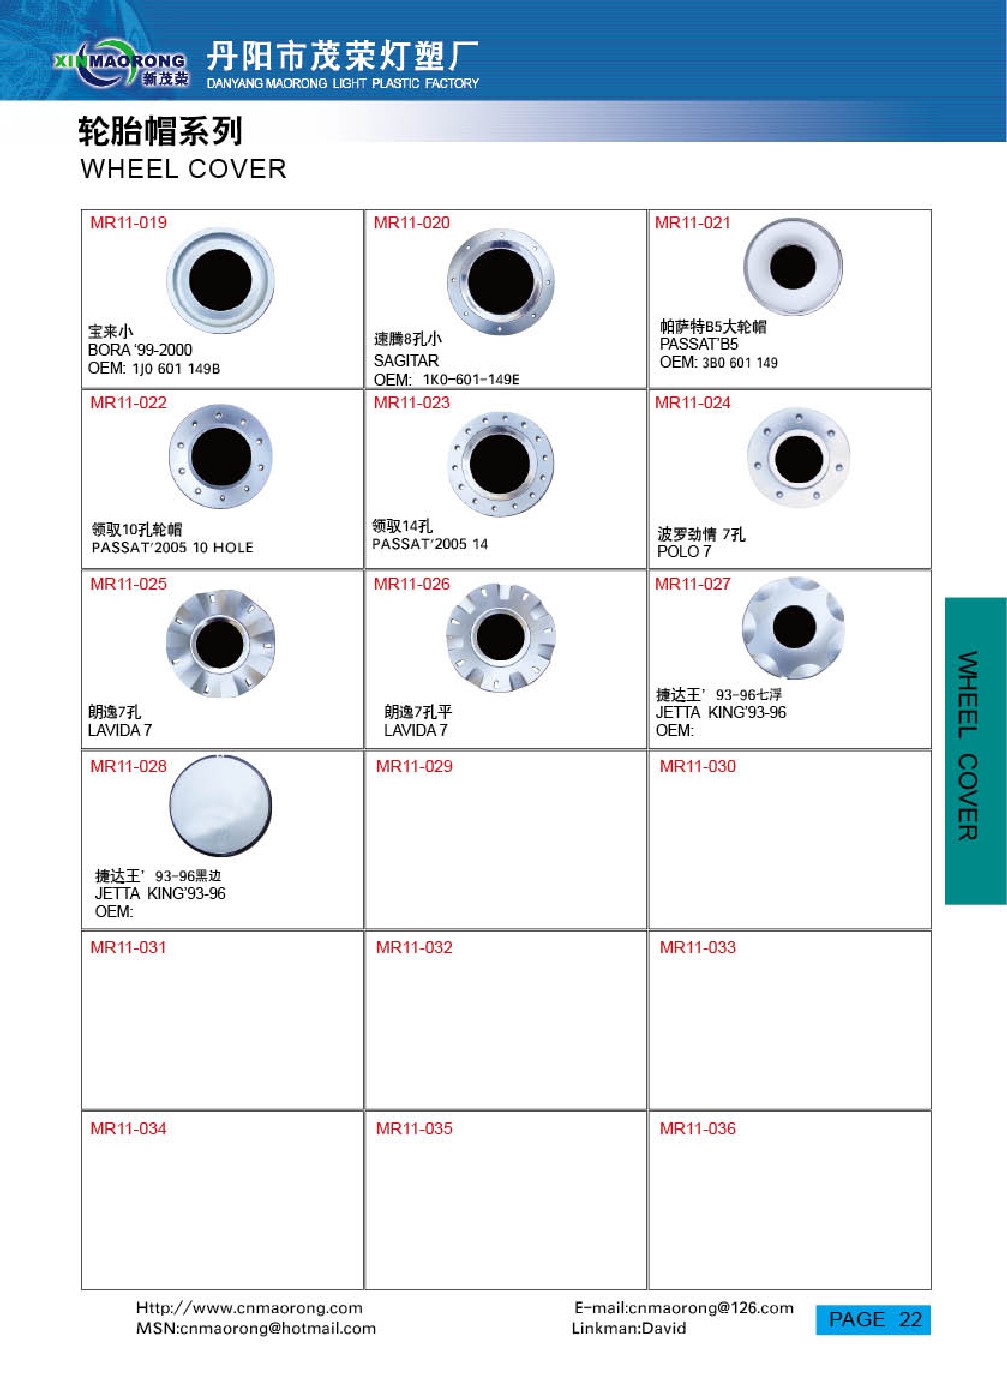 XINMAORONG
新茂荣
丹阳市茂荣灯塑厂
DANYANG MAORONG LIGHT PLASTIC FACTORY
轮胎帽系列
WHEEL COVER
MR11-019
宝来小
BORA ‘99-2000
OEM: 1J0 601 149B
MR11-020
速腾8孔小
SAGITAR
OEM: 1K0-601-149E
MR11-021
帕萨特B5大轮帽
PASSAT’B5
OEM: 3B0 601 149
MR11-022
领驭10孔轮帽
PASSAT’2005 10 HOLE
MR11-023
领驭14孔
PASSAT’2005 14
MR11-024
波罗劲情 7孔
POLO 7
MR11-025
朗逸7孔
LAVIDA 7
MR11-026
朗逸7孔平
LAVIDA 7
MR11-027
捷达王’ 93-96七浮
JETTA KING’93-96
OEM:
MR11-028
捷达王’ 93-96黑边
JETTA KING’93-96
OEM:
MR11-029
MR11-030
MR11-031
MR11-032
MR11-033
MR11-034
MR11-035
MR11-036
WHEEL COVER
Http://www.cnmaorong.com
MSN:cnmaorong@hotmail.com
E-mail:cnmaorong@126.com
Linkman:David
PAGE 22